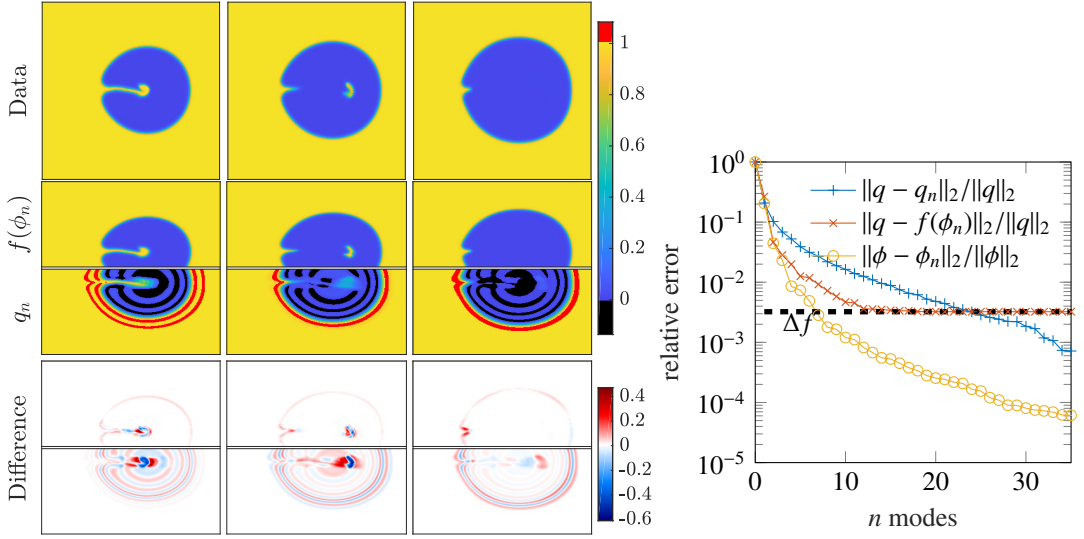 Data
f(ϕₙ)
qₙ
Difference
1
0.8
0.6
0.4
0.2
0
0.4
0.2
0
-0.2
-0.4
-0.6
relative error
10⁰
10⁻¹
10⁻²
10⁻³
10⁻⁴
10⁻⁵
||q − qₙ||₂/||q||₂
||q − f(ϕₙ)||₂/||q||₂
||ϕ − ϕₙ||₂/||ϕ||₂
Δf
0 10 20 30
n modes